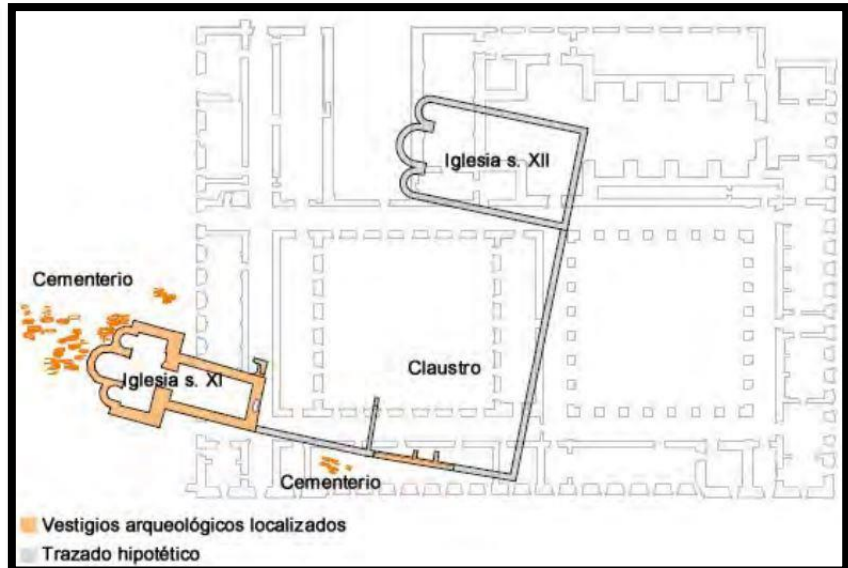 Iglesia s. XII
Cementerio
Claustro
Iglesia s. XI
Cementerio
Vestigios arqueológicos localizados
Trazado hipotético